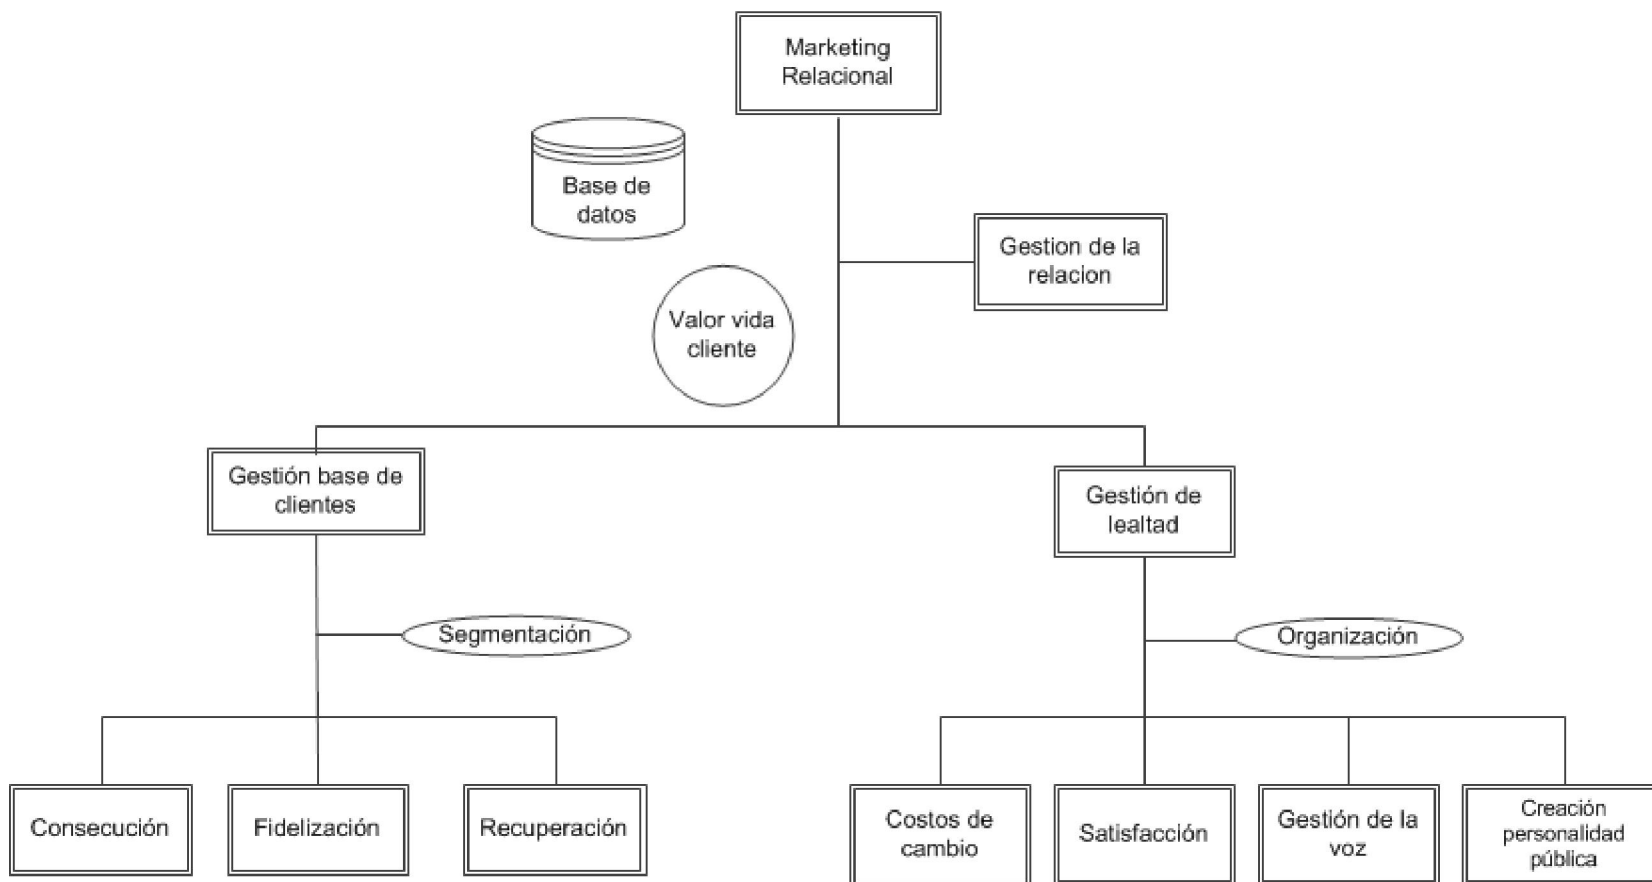 Marketing
Relacional
Base de
datos
Gestion de la
relacion
Valor vida
cliente
Gestión base de
clientes
Gestión de
lealtad
Segmentación
Organización
Consecución
Fidelización
Recuperación
Costos de
cambio
Satisfacción
Gestión de la
voz
Creación
personalidad
pública